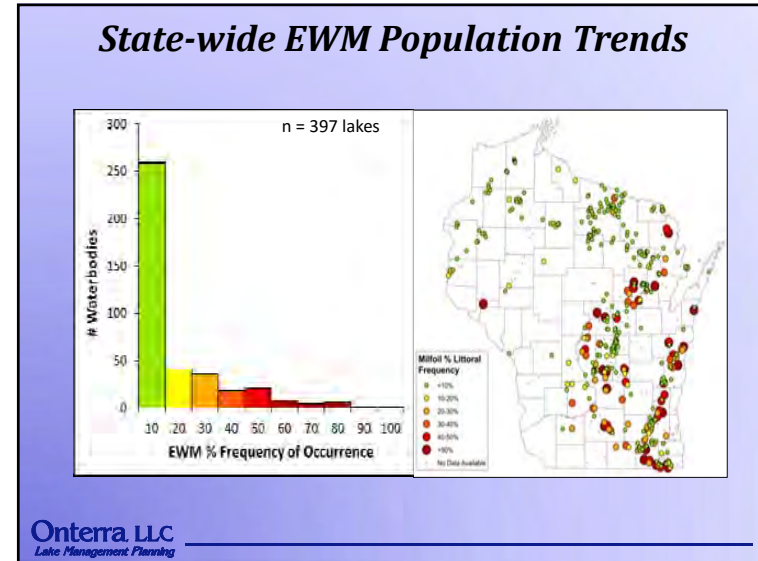 State-wide EWM Population Trends
n = 397 lakes
300
250
200
150
100
50
0
# Waterbodies
10 20 30 40 50 60 70 80 90 100
EWM % Frequency of Occurrence
Milfoil % Littoral
Frequency
<10%
10-20%
20-30%
30-40%
40-50%
>50%
No Data Available
Onterra LLC
Lake Management Planning